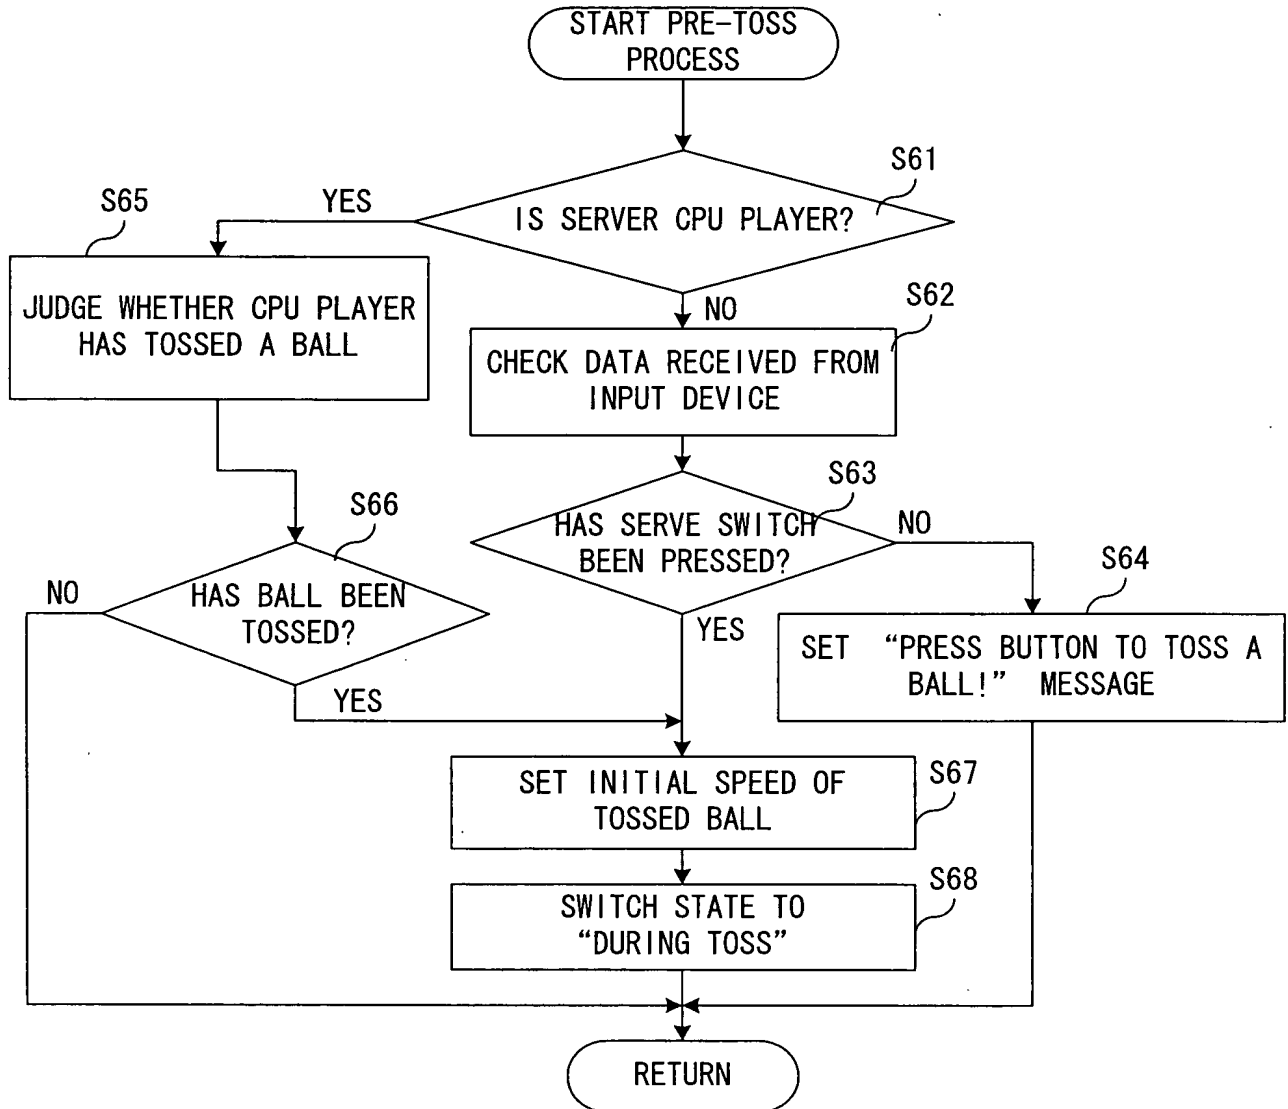 START PRE-TOSS
PROCESS
S61
IS SERVER CPU PLAYER?
YES
NO
S65
JUDGE WHETHER CPU PLAYER
HAS TOSSED A BALL
S62
CHECK DATA RECEIVED FROM
INPUT DEVICE
S63
HAS SERVE SWITCH
BEEN PRESSED?
NO
YES
S66
HAS BALL BEEN
TOSSED?
NO
YES
S64
SET “PRESS BUTTON TO TOSS A
BALL!” MESSAGE
S67
SET INITIAL SPEED OF
TOSSED BALL
S68
SWITCH STATE TO
“DURING TOSS”
RETURN